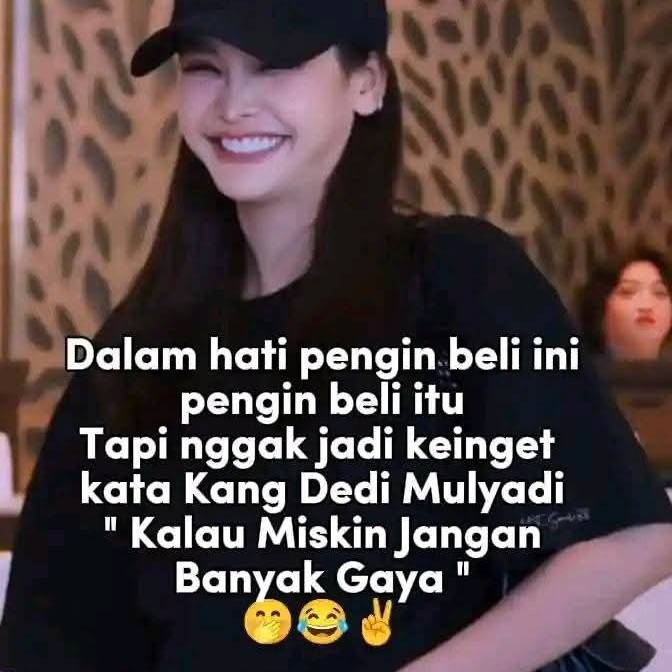 Dalam hati pengin beli ini
pengin beli itu
Tapi nggak jadi keinget
kata Kang Dedi Mulyadi
" Kalau Miskin Jangan
Banyak Gaya "
🤭😂✌️